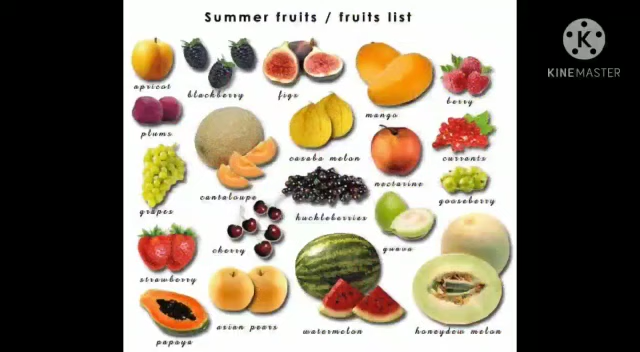 Summer fruits / fruits list
KINEMASTER
apricot
blackberry
figs
mango
berry
plums
casaba melon
nectarine
currants
grapes
cantaloupe
huckleberries
gooseberry
cherry
guava
strawberry
asian pears
watermelon
honeydew melon
papaya